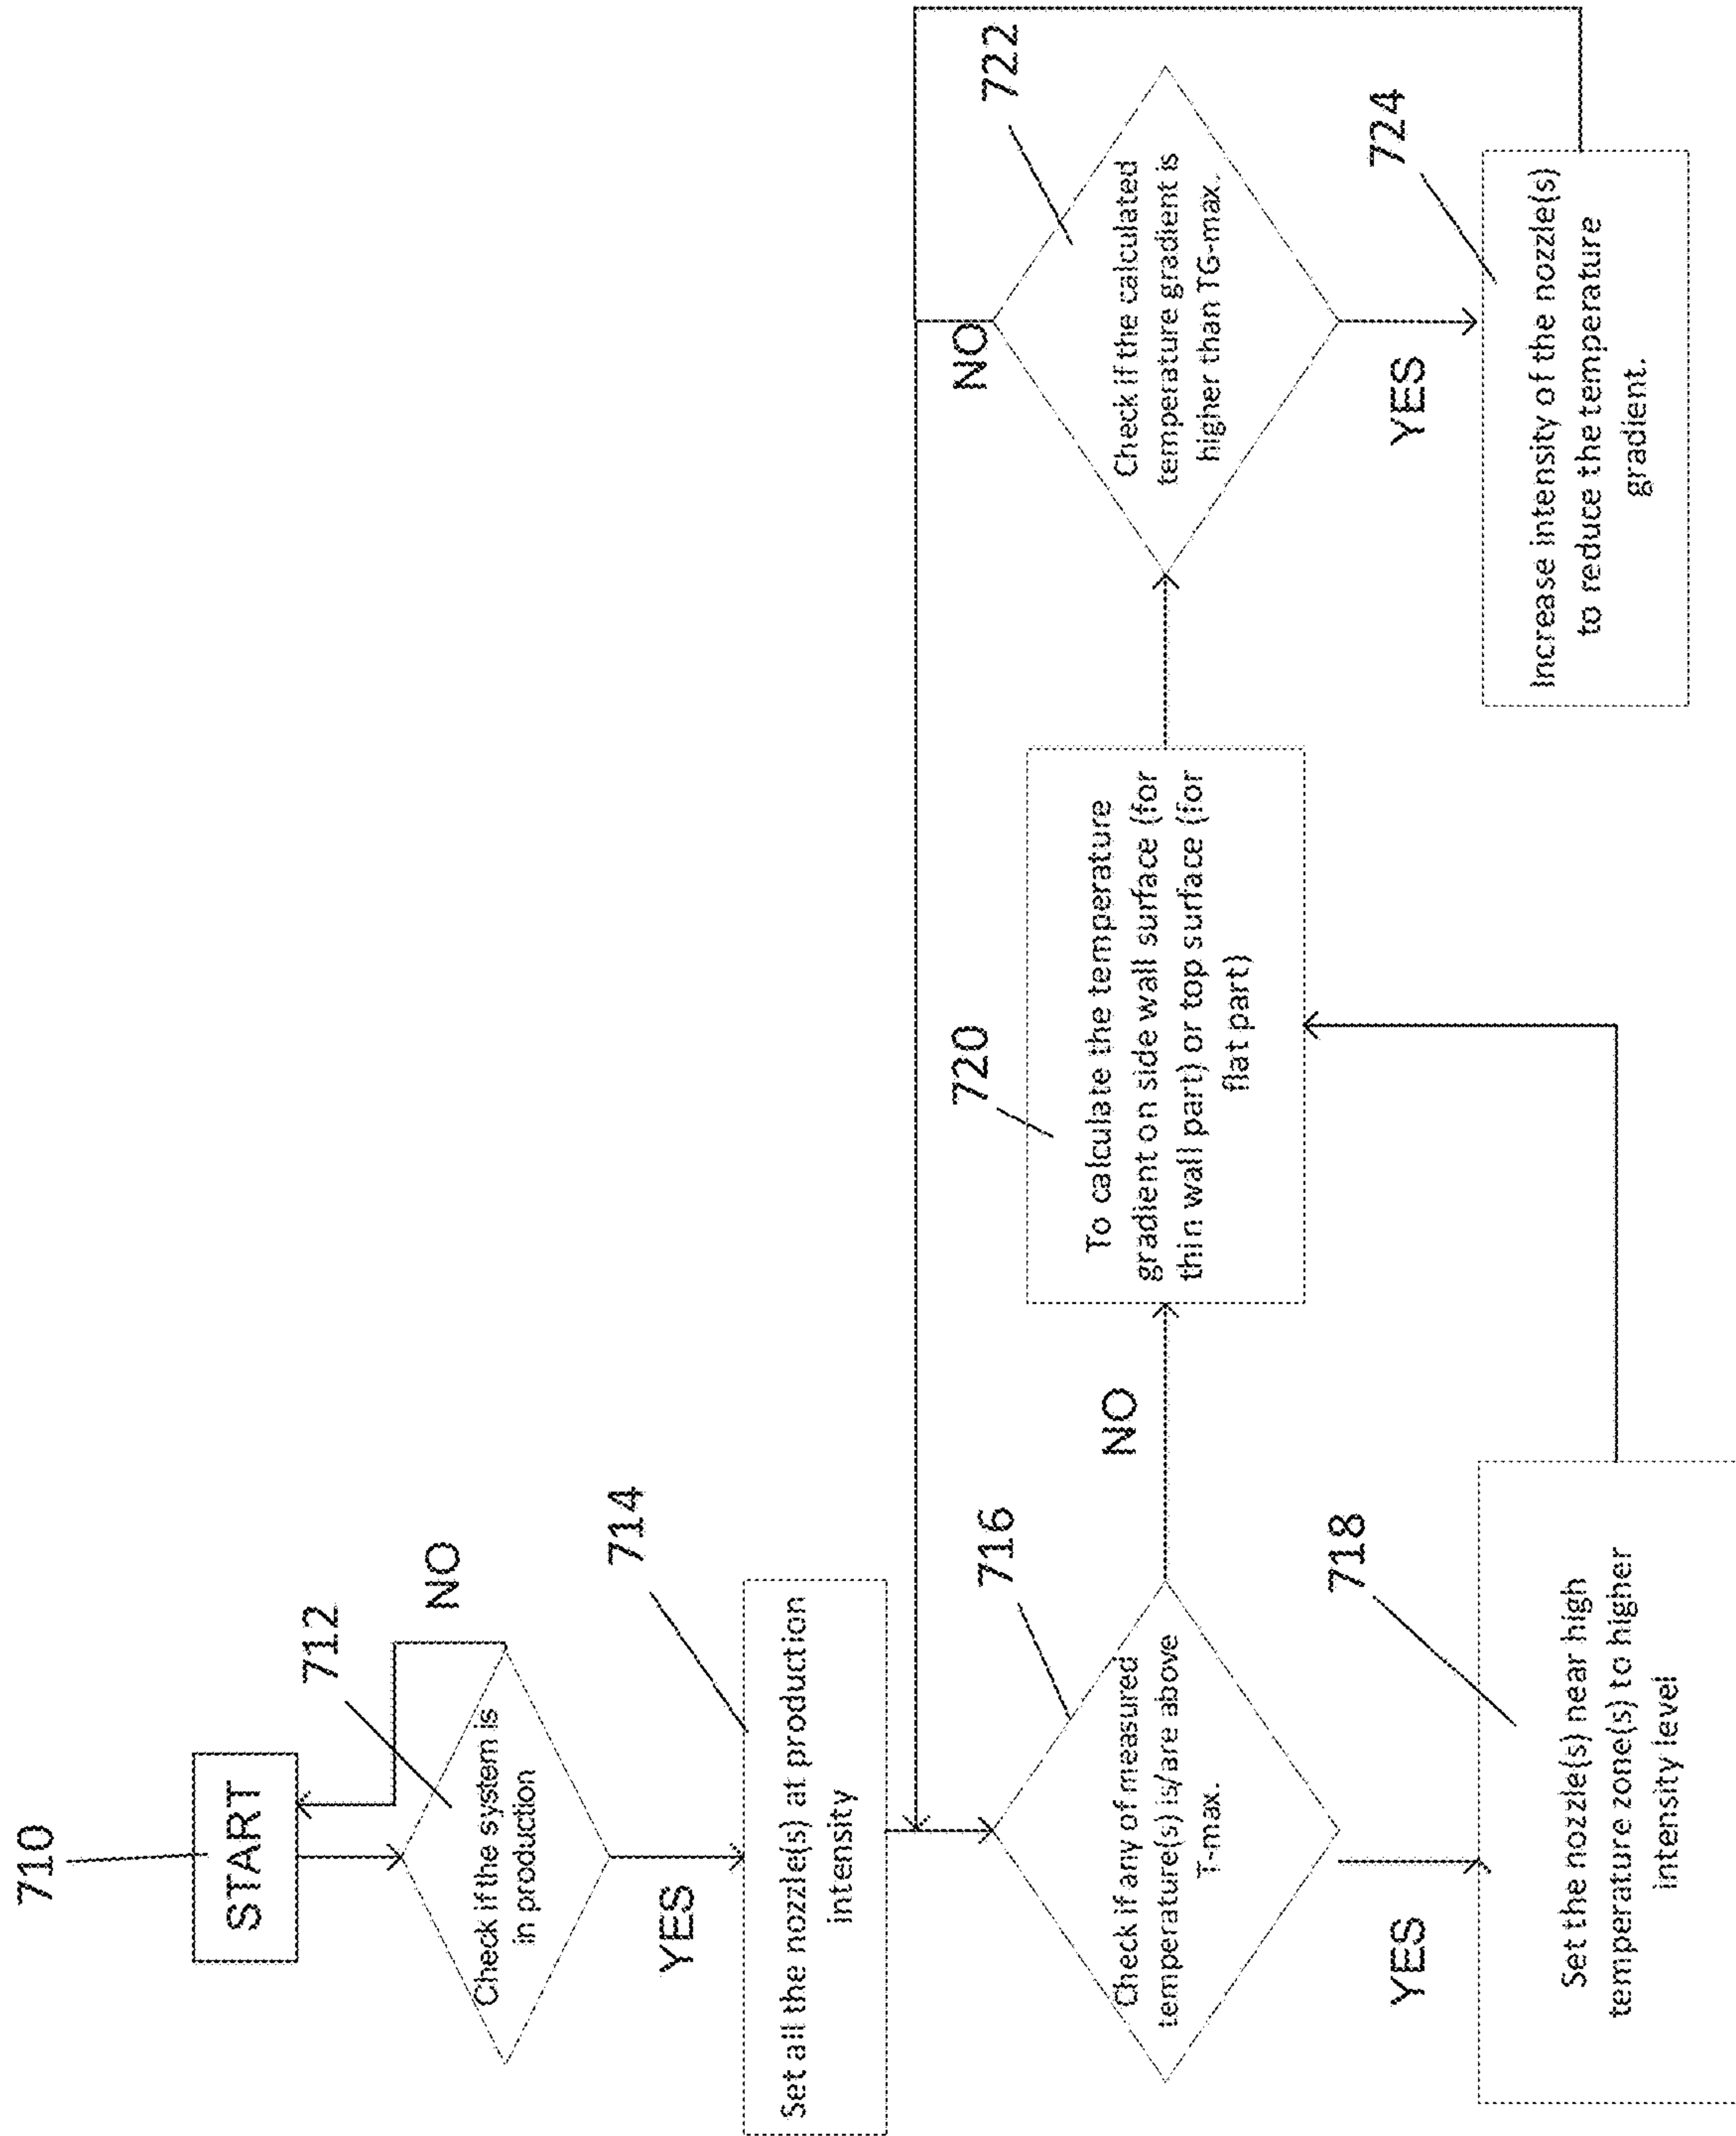 710
START
712
Check if the system is
in production
NO
YES
714
Set all the nozzle(s) at production
intensity
716
Check if any of measured
temperature(s) is/are above
T-max.
NO
YES
718
Set the nozzle(s) near high
temperature zone(s) to higher
intensity level
720
To calculate the temperature
gradient on side wall surface (for
thin wall part) or top surface (for
flat part)
722
Check if the calculated
temperature gradient is
higher than TG-max.
NO
YES
724
Increase intensity of the nozzle(s)
to reduce the temperature
gradient.